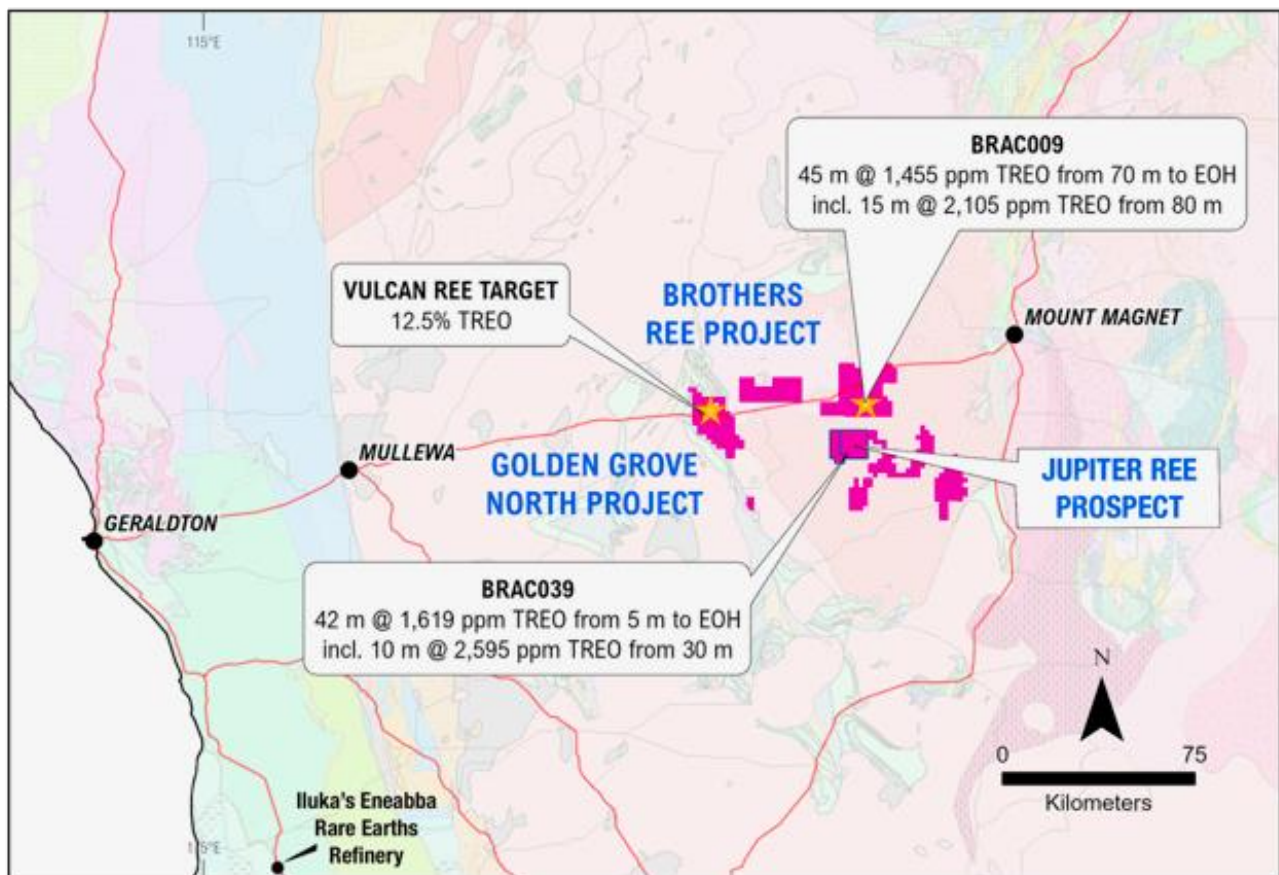 115°E
BRAC009
45 m @ 1,455 ppm TREO from 70 m to EOH
incl. 15 m @ 2,105 ppm TREO from 80 m
VULCAN REE TARGET
12.5% TREO
BROTHERS
REE PROJECT
MOUNT MAGNET
MULLEWA
GOLDEN GROVE
NORTH PROJECT
JUPITER REE
PROSPECT
GERALDTON
BRAC039
42 m @ 1,619 ppm TREO from 5 m to EOH
incl. 10 m @ 2,595 ppm TREO from 30 m
N
0 75
Kilometers
Iluka's Eneabba
Rare Earths
Refinery
115°E